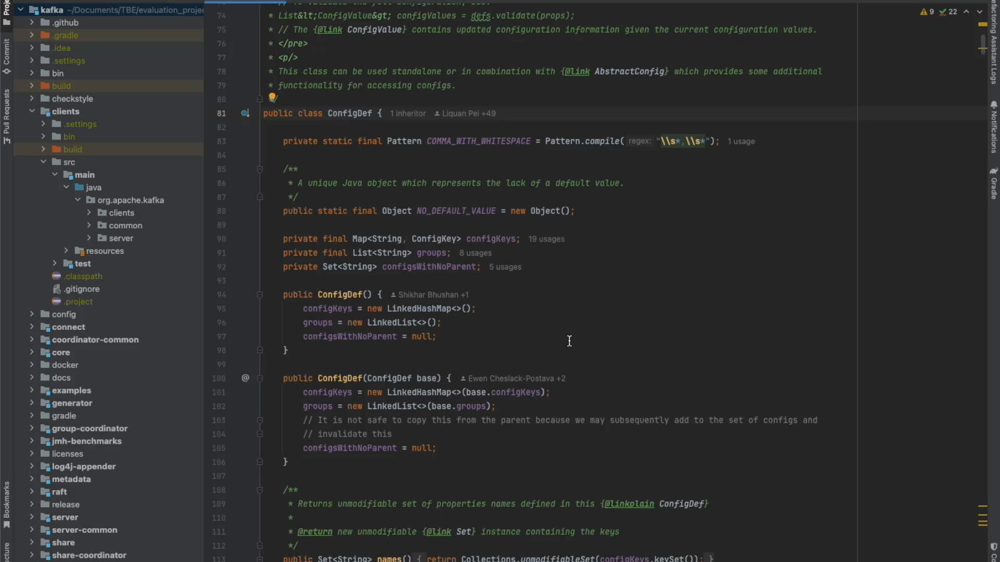 kafka ~/Documents/TBE/evaluation_projec
.github
.gradle
.idea
.settings
bin
build
checkstyle
clients
.settings
bin
build
src
main
java
org.apache.kafka
clients
common
server
resources
test
.classpath
.gitignore
.project
config
connect
coordinator-common
core
docker
docs
examples
generator
gradle
group-coordinator
jmh-benchmarks
licenses
log4j-appender
metadata
raft
release
server
server-common
share
share-coordinator
Commit
Pull Requests
Bookmarks
74 * List&lt;ConfigValue&gt; configValues = defs.validate(props);
75 * // The {@link ConfigValue} contains updated configuration information given the current configuration values.
76 * </pre>
77 * <p/>
78 * This class can be used standalone or in combination with {@link AbstractConfig} which provides some additional
79 * functionality for accessing configs.
80 */
81 public class ConfigDef { 1 inheritor Liquan Pei +49
82
83 private static final Pattern COMMA_WITH_WHITESPACE = Pattern.compile( regex: "\\s*,\\s*"); 1 usage
84
85 /**
86 * A unique Java object which represents the lack of a default value.
87 */
88 public static final Object NO_DEFAULT_VALUE = new Object();
89
90 private final Map<String, ConfigKey> configKeys; 19 usages
91 private final List<String> groups; 8 usages
92 private Set<String> configsWithNoParent; 5 usages
93
94 public ConfigDef() { Shikhar Bhushan +1
95 configKeys = new LinkedHashMap<>();
96 groups = new LinkedList<>();
97 configsWithNoParent = null;
98 }
99
100 @ public ConfigDef(ConfigDef base) { Ewen Cheslack-Postava +2
101 configKeys = new LinkedHashMap<>(base.configKeys);
102 groups = new LinkedList<>(base.groups);
103 // It is not safe to copy this from the parent because we may subsequently add to the set of configs and
104 // invalidate this
105 configsWithNoParent = null;
106 }
107
108 /**
109 * Returns unmodifiable set of properties names defined in this {@linkplain ConfigDef}
110 *
111 * @return new unmodifiable {@link Set} instance containing the keys
112 */
113 public Set<String> names() { return Collections.unmodifiableSet(configKeys.keySet()); }
9 22
Assistant Logs
Notifications
Gradle